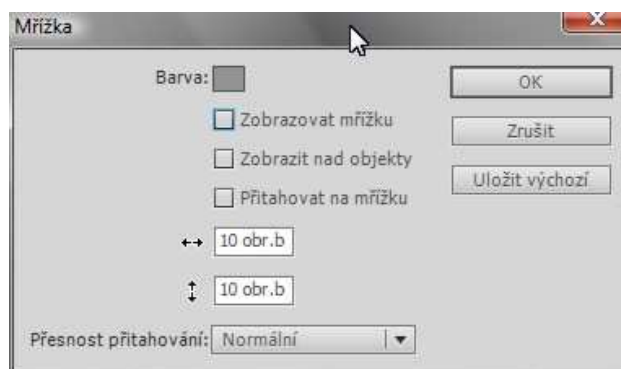 Mřížka
Barva:
OK
Zobrazovat mřížku
Zrušit
Zobrazit nad objekty
Uložit výchozí
Přitahovat na mřížku
10 obr.b
10 obr.b
Přesnost přitahování: Normální